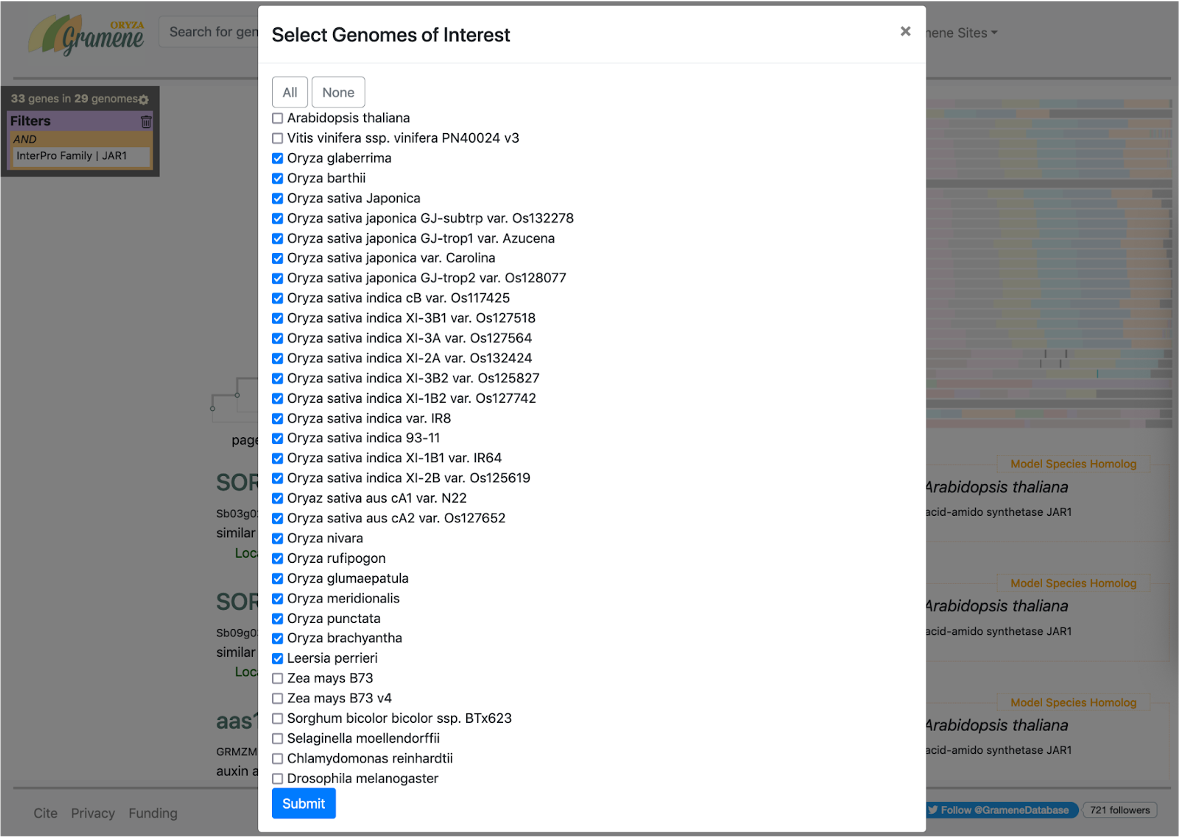 ORYZA
Gramene
Search for gen
Select Genomes of Interest
×
mene Sites
33 genes in 29 genomes
Filters
AND
InterPro Family | JAR1
All
None
Arabidopsis thaliana
Vitis vinifera ssp. vinifera PN40024 v3
Oryza glaberrima
Oryza barthii
Oryza sativa Japonica
Oryza sativa japonica GJ-subtrp var. Os132278
Oryza sativa japonica GJ-trop1 var. Azucena
Oryza sativa japonica var. Carolina
Oryza sativa japonica GJ-trop2 var. Os128077
Oryza sativa indica cB var. Os117425
Oryza sativa indica XI-3B1 var. Os127518
Oryza sativa indica XI-3A var. Os127564
Oryza sativa indica XI-2A var. Os132424
Oryza sativa indica XI-3B2 var. Os125827
Oryza sativa indica XI-1B2 var. Os127742
Oryza sativa indica var. IR8
Oryza sativa indica 93-11
Oryza sativa indica XI-1B1 var. IR64
Oryza sativa indica XI-2B var. Os125619
Oryaz sativa aus cA1 var. N22
Oryza sativa aus cA2 var. Os127652
Oryza nivara
Oryza rufipogon
Oryza glumaepatula
Oryza meridionalis
Oryza punctata
Oryza brachyantha
Leersia perrieri
Zea mays B73
Zea mays B73 v4
Sorghum bicolor bicolor ssp. BTx623
Selaginella moellendorffii
Chlamydomonas reinhardtii
Drosophila melanogaster
Submit
page
SOR
Sb03g0
similar
Loc
Model Species Homolog
Arabidopsis thaliana
acid-amido synthetase JAR1
SOR
Sb09g0
similar
Loc
Model Species Homolog
Arabidopsis thaliana
acid-amido synthetase JAR1
aas1
GRMZM
auxin a
Model Species Homolog
Arabidopsis thaliana
acid-amido synthetase JAR1
Cite Privacy Funding
Follow @GrameneDatabase
721 followers